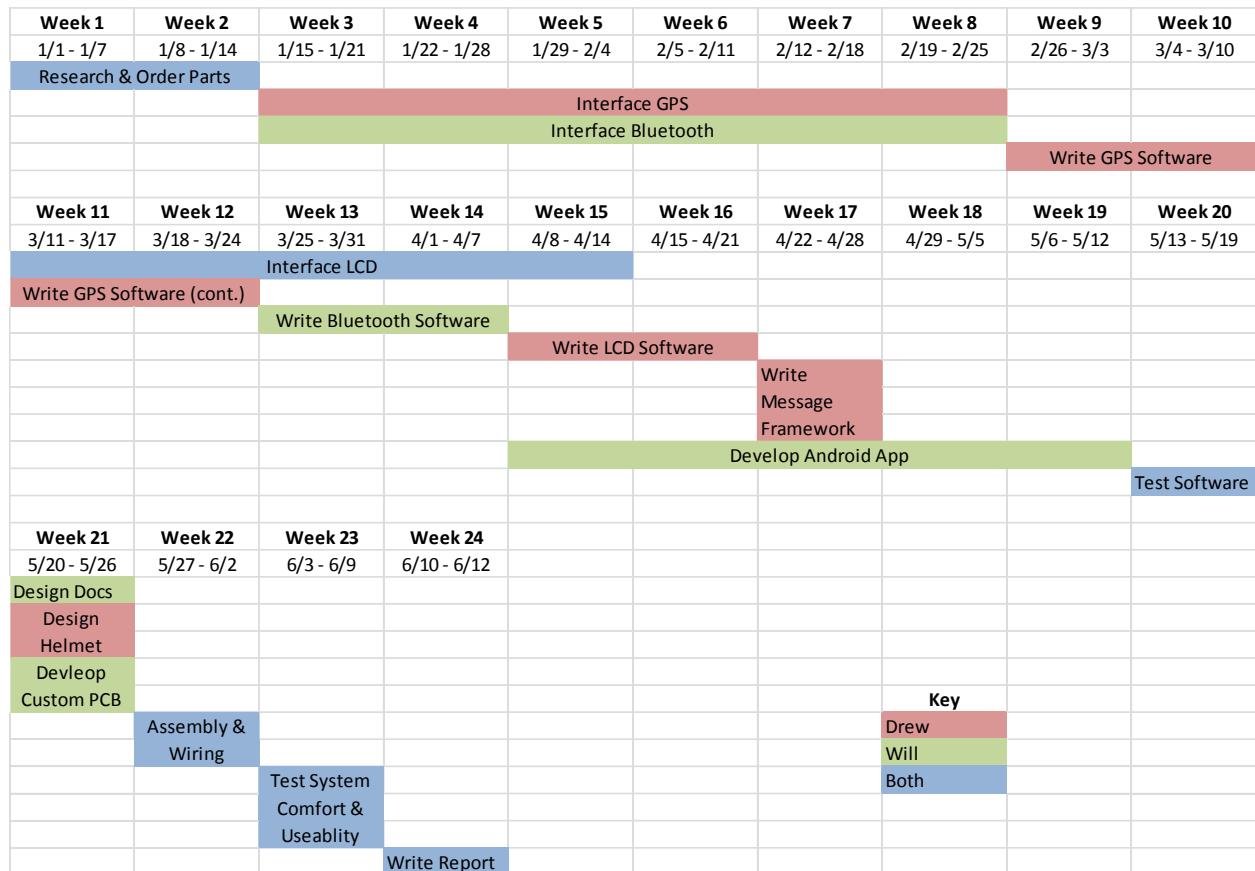 Week 1 Week 2 Week 3 Week 4 Week 5 Week 6 Week 7 Week 8 Week 9 Week 10
1/1 - 1/7 1/8 - 1/14 1/15 - 1/21 1/22 - 1/28 1/29 - 2/4 2/5 - 2/11 2/12 - 2/18 2/19 - 2/25 2/26 - 3/3 3/4 - 3/10
Research & Order Parts
Interface GPS
Interface Bluetooth
Write GPS Software
Week 11 Week 12 Week 13 Week 14 Week 15 Week 16 Week 17 Week 18 Week 19 Week 20
3/11 - 3/17 3/18 - 3/24 3/25 - 3/31 4/1 - 4/7 4/8 - 4/14 4/15 - 4/21 4/22 - 4/28 4/29 - 5/5 5/6 - 5/12 5/13 - 5/19
Interface LCD
Write GPS Software (cont.)
Write Bluetooth Software
Write LCD Software
Write
Message
Framework
Develop Android App
Test Software
Week 21 Week 22 Week 23 Week 24
5/20 - 5/26 5/27 - 6/2 6/3 - 6/9 6/10 - 6/12
Design Docs
Design
Helmet
Devleop
Custom PCB
Key
Assembly & Drew
Wiring Will
Test System Both
Comfort &
Useablity
Write Report